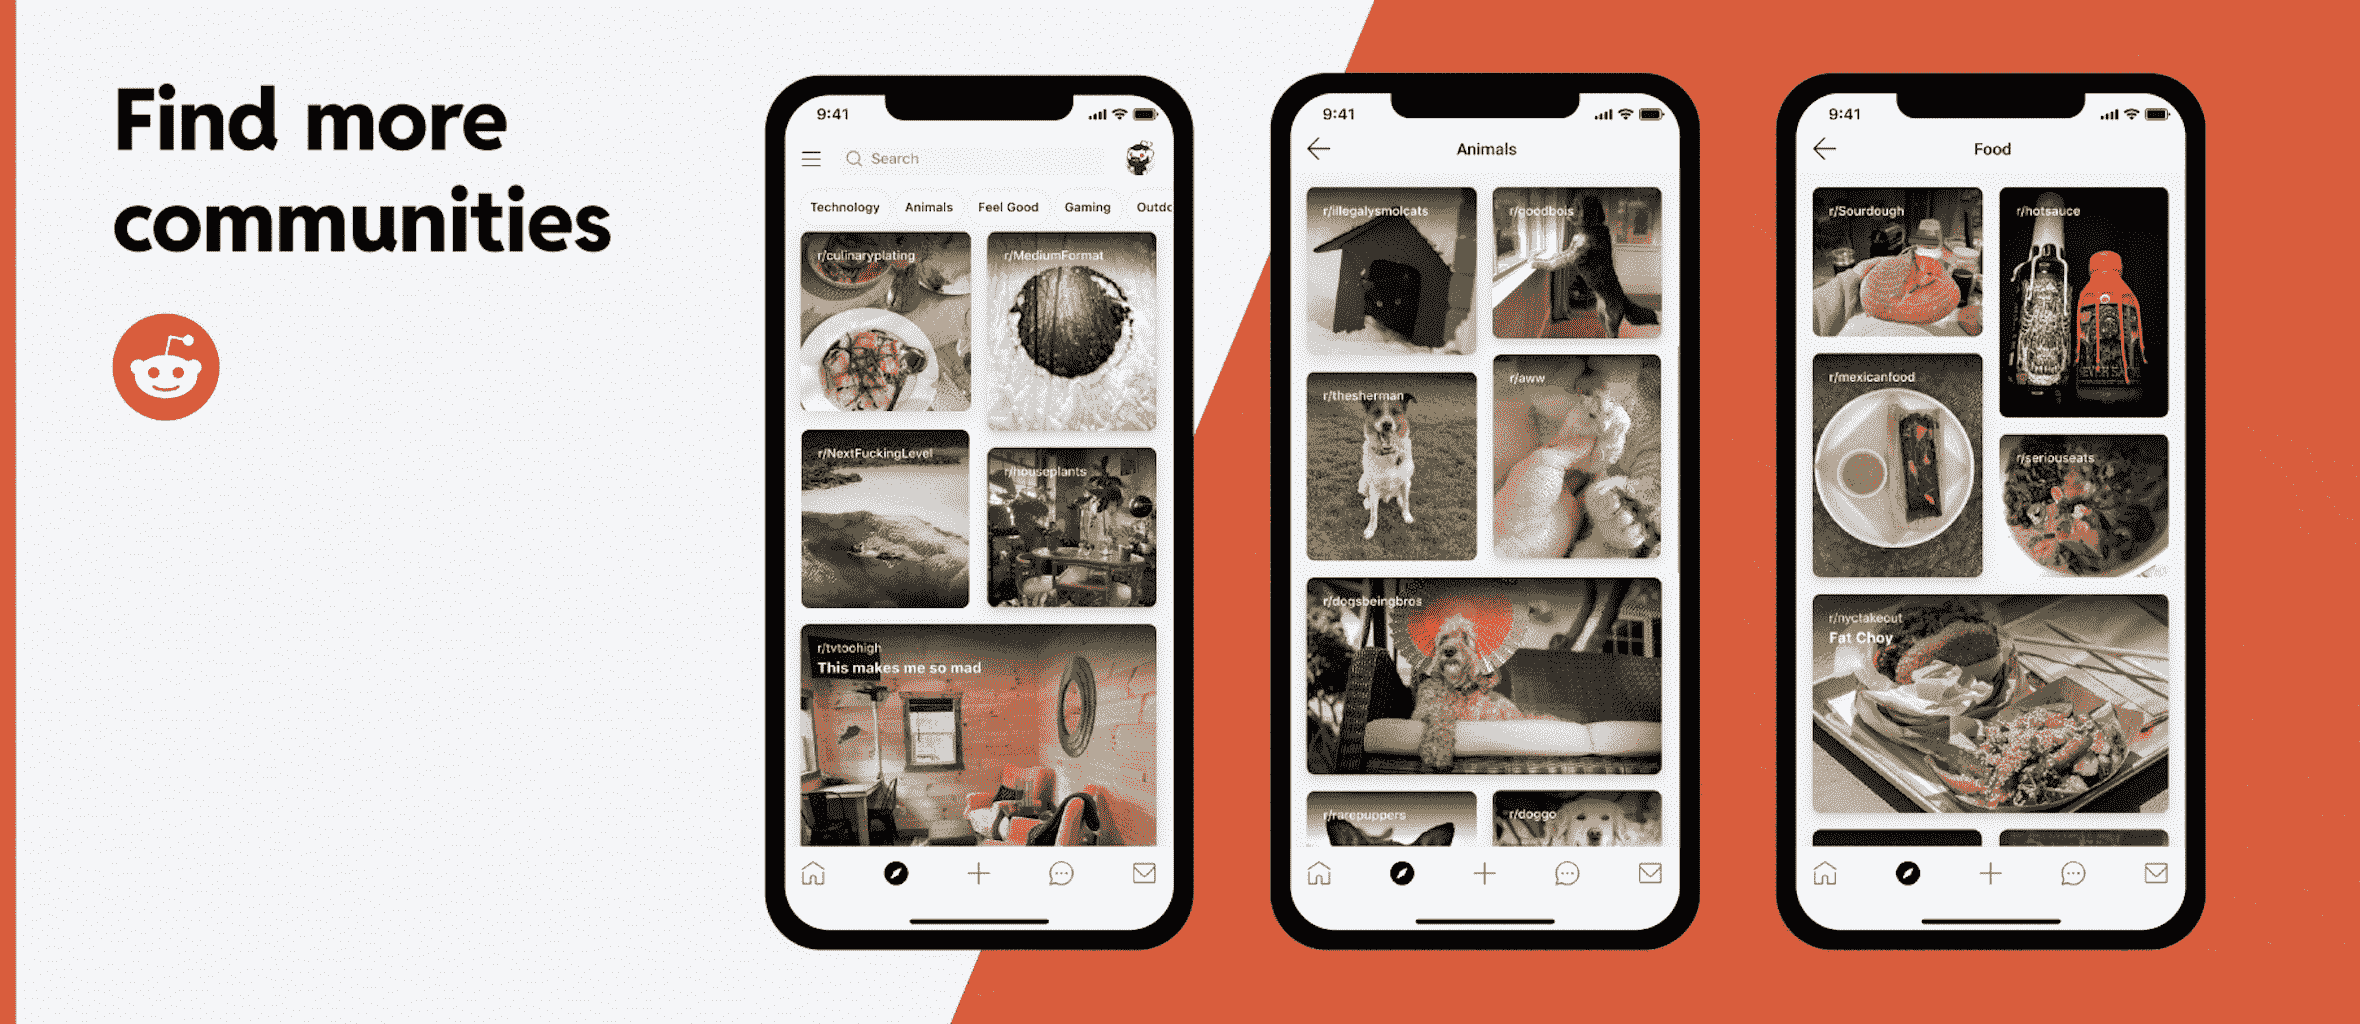 Find more
communities
9:41
Search
Technology Animals Feel Good Gaming Outdo
r/culinaryplating
r/MediumFormat
r/NextFuckingLevel
r/houseplants
r/tvtoohigh
This makes me so mad
9:41
Animals
r/illegalysmolcats
r/goodbois
r/thesherman
r/aww
r/dogsbeingbros
r/rarepuppers
r/doggo
9:41
Food
r/Sourdough
r/hotsauce
r/mexicanfood
r/seriouseats
r/nyctakeout
Fat Choy